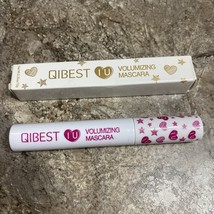 QIBEST I U VOLUMIZING
MASCARA
QIBEST I U VOLUMIZING
MASCARA